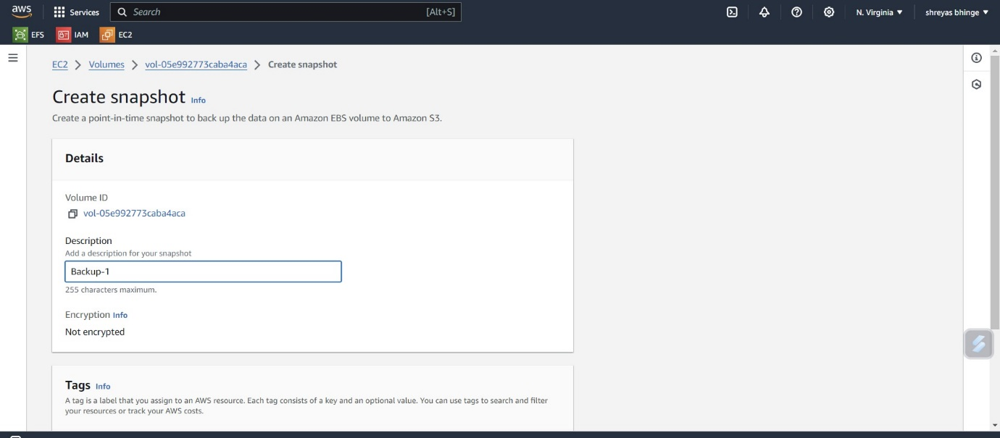 aws Services Search [Alt+S] N. Virginia shreyas bhinge
EFS IAM EC2
EC2 Volumes vol-05e992773caba4aca Create snapshot
Create snapshot Info
Create a point-in-time snapshot to back up the data on an Amazon EBS volume to Amazon S3.
Details
Volume ID
vol-05e992773caba4aca
Description
Add a description for your snapshot
Backup-1
255 characters maximum.
Encryption Info
Not encrypted
Tags Info
A tag is a label that you assign to an AWS resource. Each tag consists of a key and an optional value. You can use tags to search and filter
your resources or track your AWS costs.